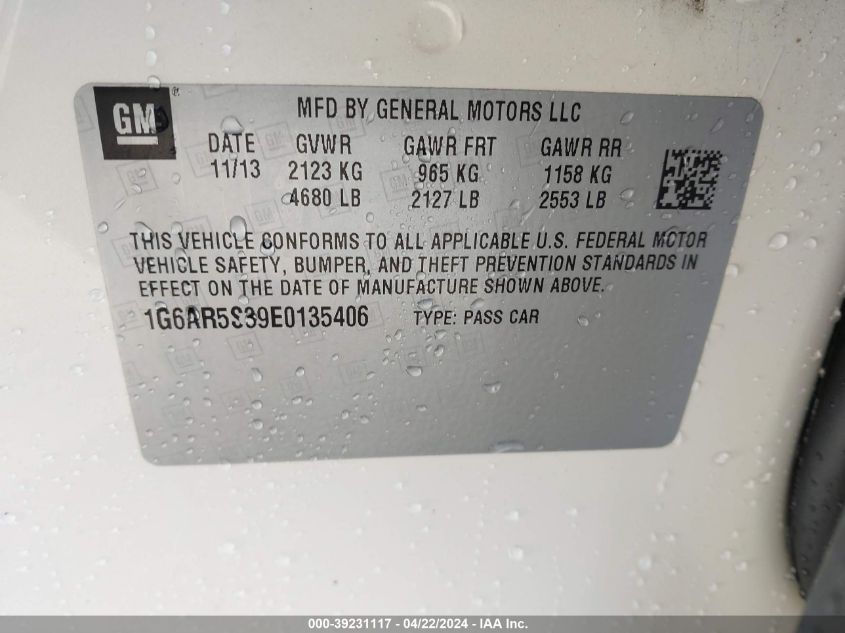 GM
MFD BY GENERAL MOTORS LLC
DATE GVWR GAWR FRT GAWR RR
11/13 2123 KG 965 KG 1158 KG
4680 LB 2127 LB 2553 LB
THIS VEHICLE CONFORMS TO ALL APPLICABLE U.S. FEDERAL MOTOR
VEHICLE SAFETY, BUMPER, AND THEFT PREVENTION STANDARDS IN
EFFECT ON THE DATE OF MANUFACTURE SHOWN ABOVE.
1G6AR5S39E0135406 TYPE: PASS CAR
000-39231117 - 04/22/2024 - IAA Inc.